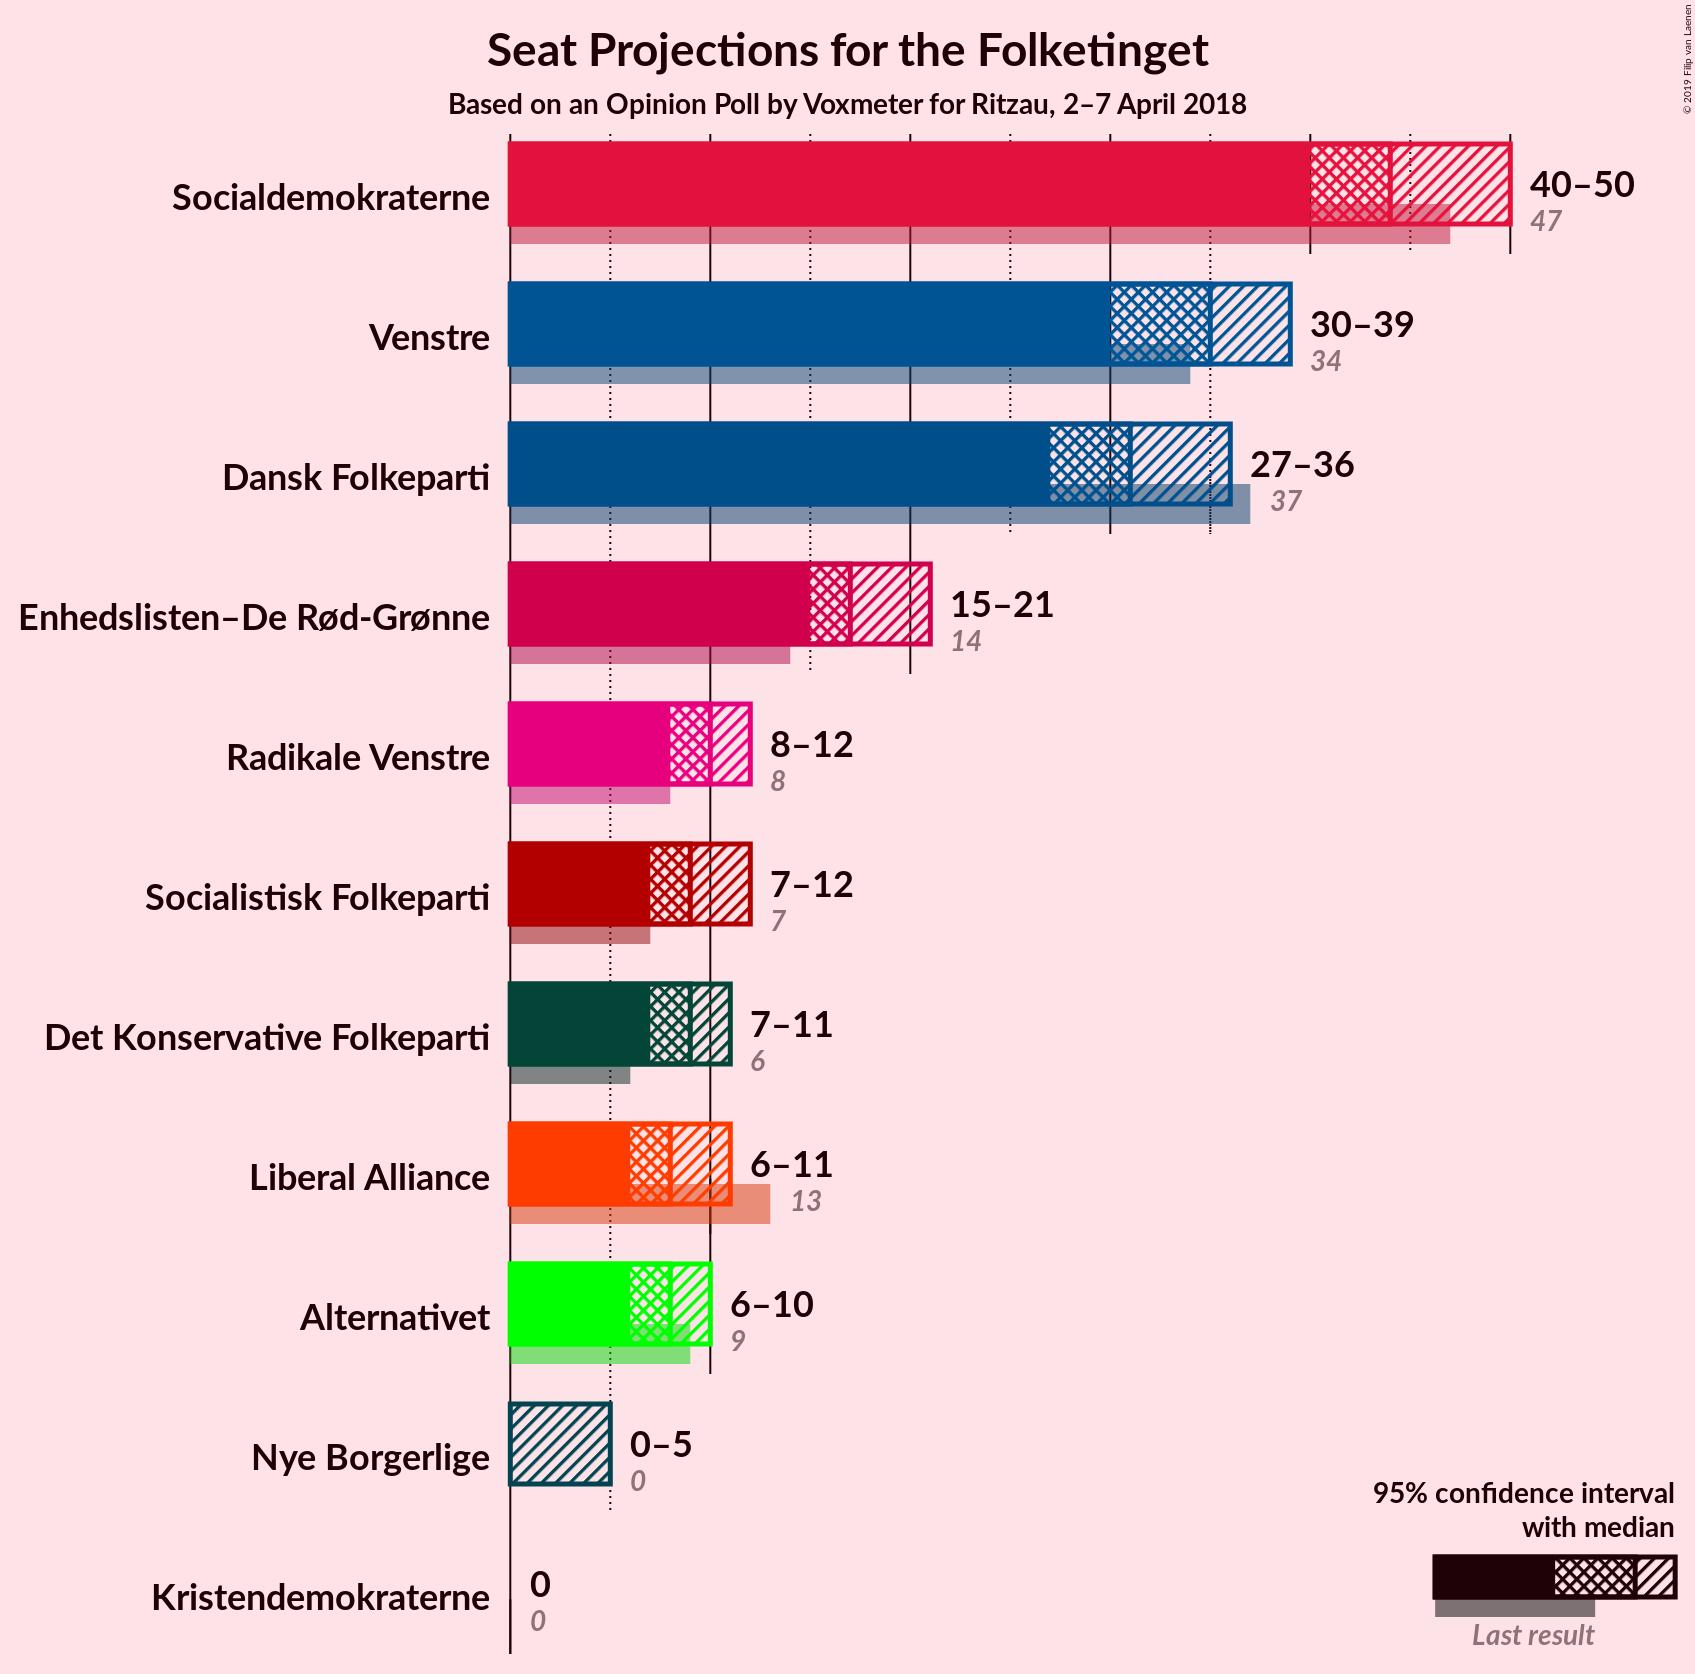 Seat Projections for the Folketinget
Based on an Opinion Poll by Voxmeter for Ritzau, 2–7 April 2018
© 2019 Filip van Laenen
Socialdemokraterne
40–50
47
Venstre
30–39
34
Dansk Folkeparti
27–36
37
Enhedslisten–De Rød-Grønne
15–21
14
Radikale Venstre
8–12
8
Socialistisk Folkeparti
7–12
7
Det Konservative Folkeparti
7–11
6
Liberal Alliance
6–11
13
Alternativet
6–10
9
Nye Borgerlige
0–5
0
Kristendemokraterne
0
0
95% confidence interval
with median
Last result